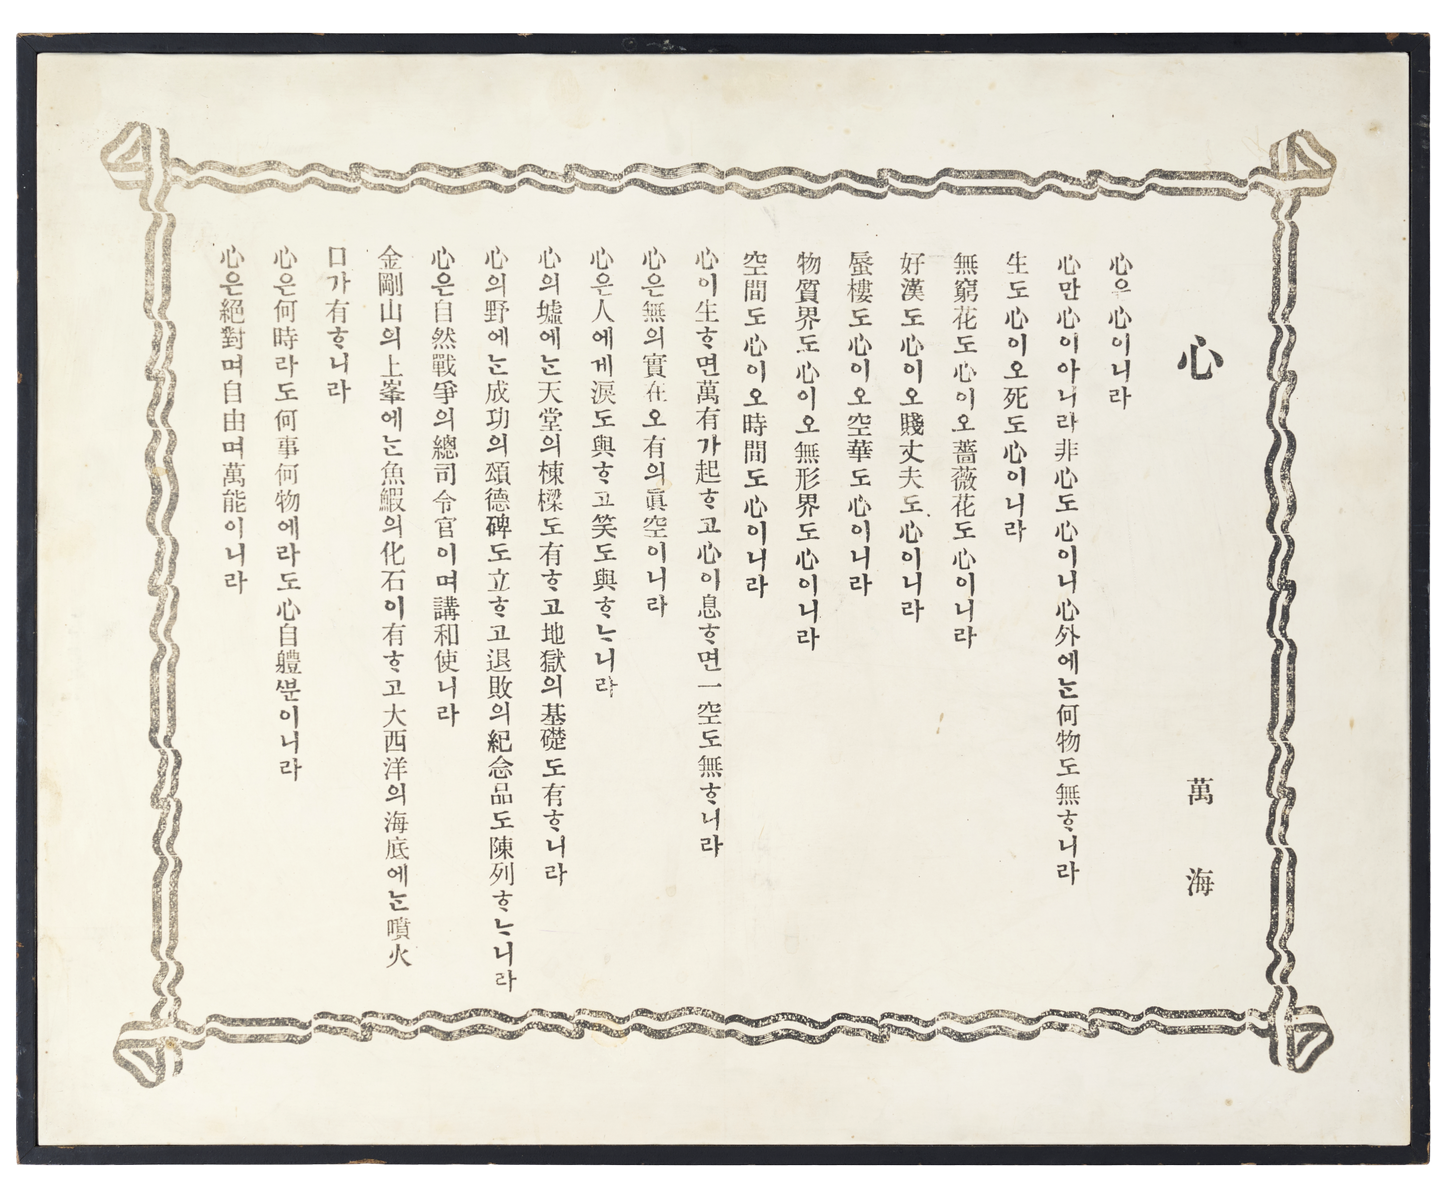 心
萬海
心은心이니라
心만心이아니라非心도心이니心外에ᄂᆞᆫ何物도無ᄒᆞ니라
生도心이오死도心이니라
無窮花도心이오薔薇花도心이니라
好漢도心이오賤丈夫도心이니라
蜃樓도心이오空華도心이니라
物質界도心이오無形界도心이니라
空間도心이오時間도心이니라
心이生ᄒᆞ면萬有가起ᄒᆞ고心이息ᄒᆞ면一空도無ᄒᆞ니라
心은無의實在오有의眞空이니라
心은人에게淚도與ᄒᆞ고笑도與ᄒᆞᄂᆞ니라
心의墟에ᄂᆞᆫ天堂의棟樑도有ᄒᆞ고地獄의基礎도有ᄒᆞ니라
心의野에ᄂᆞᆫ成功의頌德碑도立ᄒᆞ고退敗의紀念品도陳列ᄒᆞᄂᆞ니라
心은自然戰爭의總司令官이며講和使니라
金剛山의上峯에ᄂᆞᆫ魚鰕의化石이有ᄒᆞ고大西洋의海底에ᄂᆞᆫ噴火
口가有ᄒᆞ니라
心은何時라도何事何物에라도心自軆ᄲᅮᆫ이니라
心은絕對며自由며萬能이니라